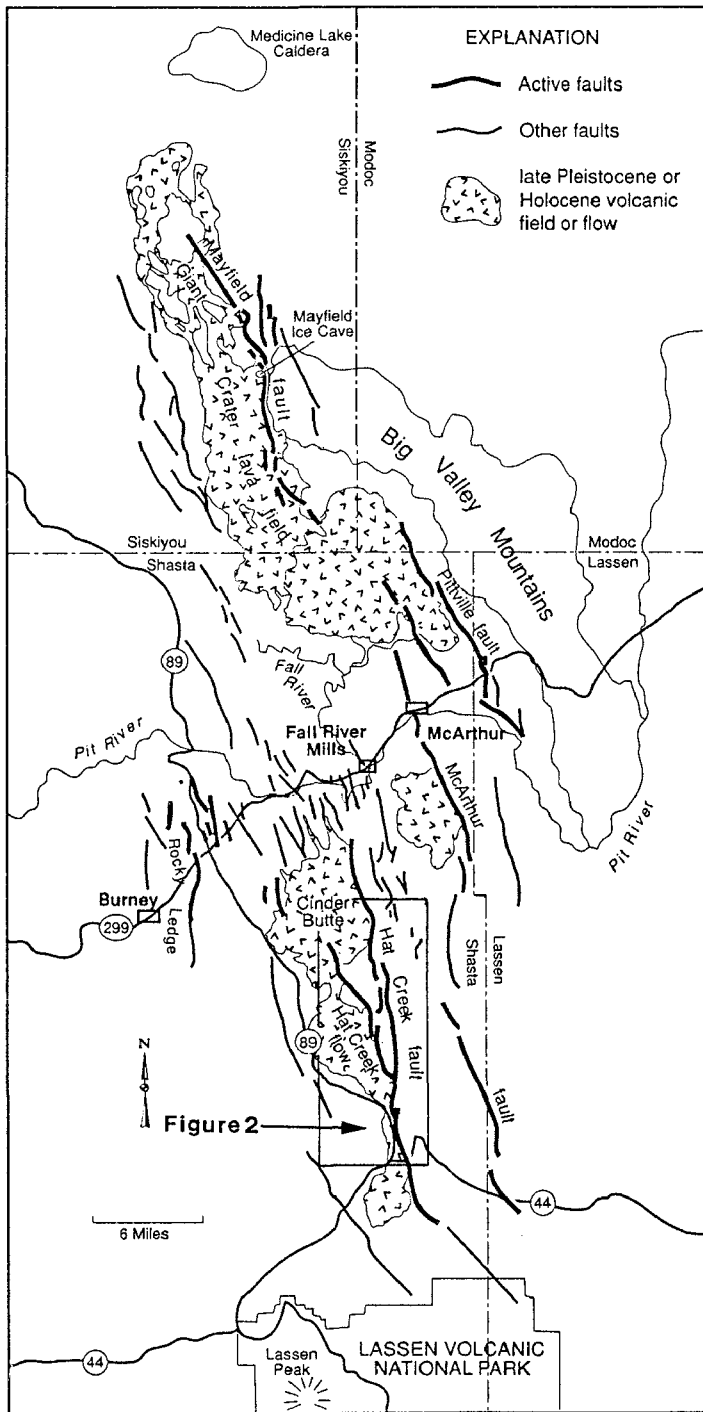 Medicine Lake
Caldera
EXPLANATION
Active faults
Other faults
late Pleistocene or
Holocene volcanic
field or flow
Siskiyou
Modoc
Mayfield
fault
Giant
Crater
lava
field
Mayfield
Ice Cave
Big Valley
Mountains
Siskiyou
Shasta
Modoc
Lassen
Pittville fault
89
Fall
River
Pit River
Fall River
Mills
McArthur
McArthur
fault
Pit River
Rocky
Ledge
Burney
299
Cinder
Butte
Hat
Creek
fault
Shasta
Lassen
Hat Creek
flow
89
N
Figure 2
6 Miles
44
44
LASSEN VOLCANIC
NATIONAL PARK
Lassen
Peak